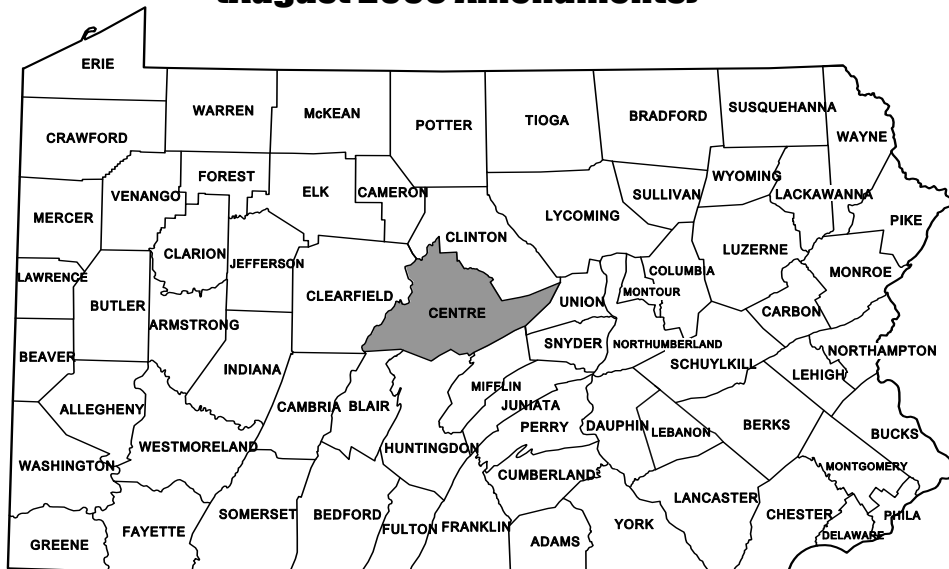 (August 2006 Amendments)
ERIE
WARREN
McKEAN
POTTER
TIOGA
BRADFORD
SUSQUEHANNA
CRAWFORD
WAYNE
FOREST
WYOMING
VENANGO
ELK
CAMERON
SULLIVAN
LACKAWANNA
MERCER
LYCOMING
PIKE
CLINTON
CLARION
JEFFERSON
LUZERNE
LAWRENCE
COLUMBIA
MONROE
CLEARFIELD
MONTOUR
BUTLER
UNION
CENTRE
CARBON
ARMSTRONG
SNYDER
NORTHUMBERLAND
BEAVER
NORTHAMPTON
INDIANA
SCHUYLKILL
LEHIGH
MIFFLIN
ALLEGHENY
CAMBRIA
BLAIR
JUNIATA
PERRY
DAUPHIN
LEBANON
BERKS
BUCKS
WESTMORELAND
HUNTINGDON
WASHINGTON
MONTGOMERY
CUMBERLAND
LANCASTER
SOMERSET
BEDFORD
CHESTER
PHILA
FAYETTE
FULTON
FRANKLIN
YORK
DELAWARE
GREENE
ADAMS